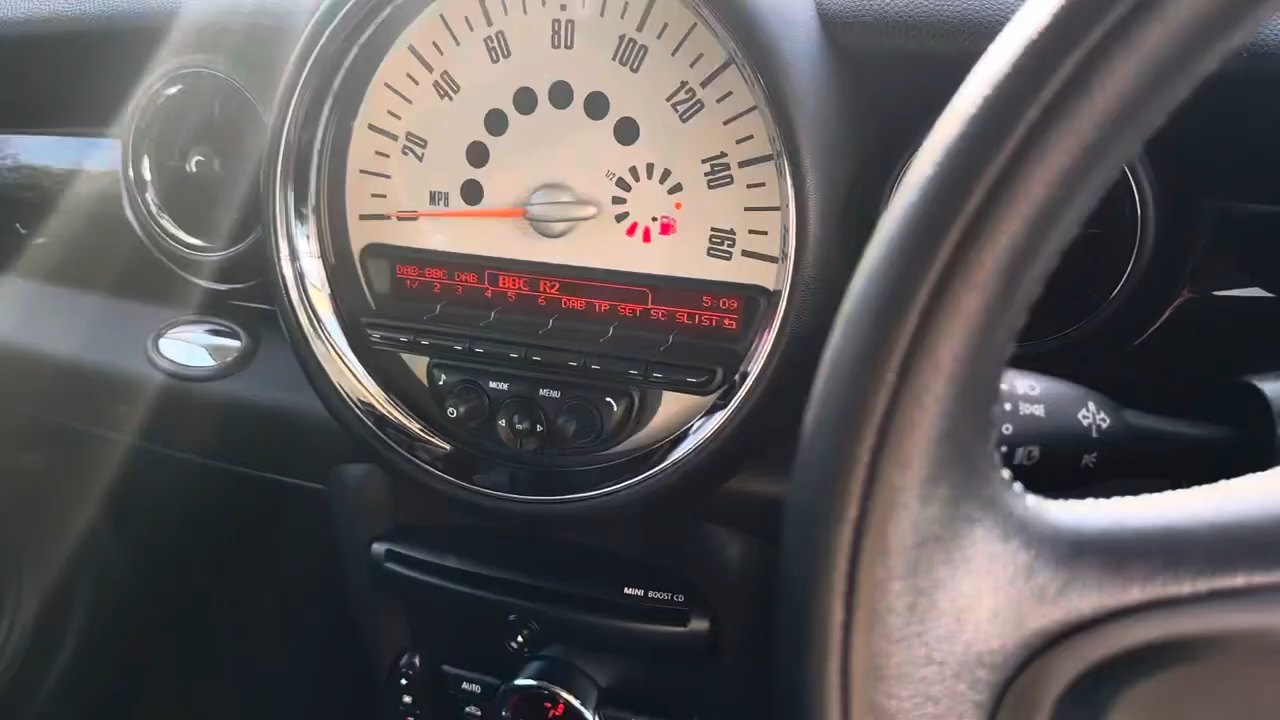 20
40
60
80
100
120
140
160
MPH
1/2
DAB-BBC DAB BBC R2 5:09
1/ 2 3 4 5 6 DAB TP SET SC SLIST
MODE MENU
MINI BOOST CD
AUTO